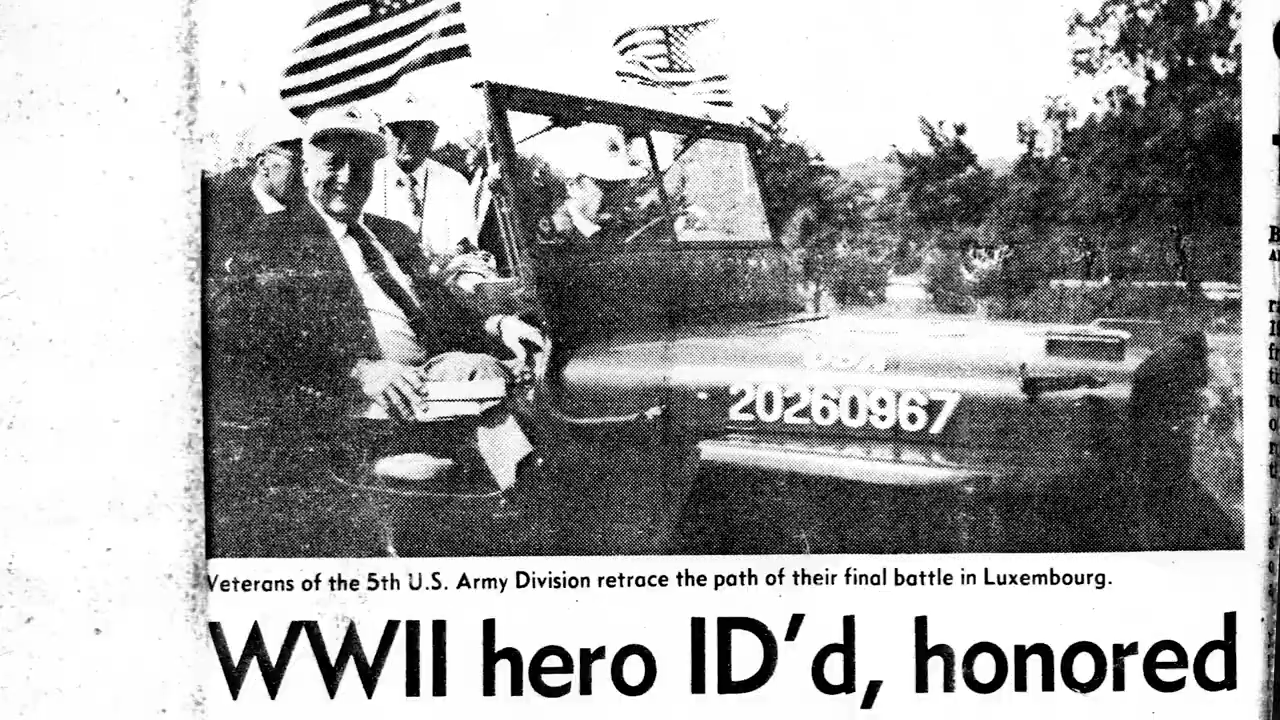 USA
20260967
Veterans of the 5th U.S. Army Division retrace the path of their final battle in Luxembourg.
WWII hero ID'd, honored